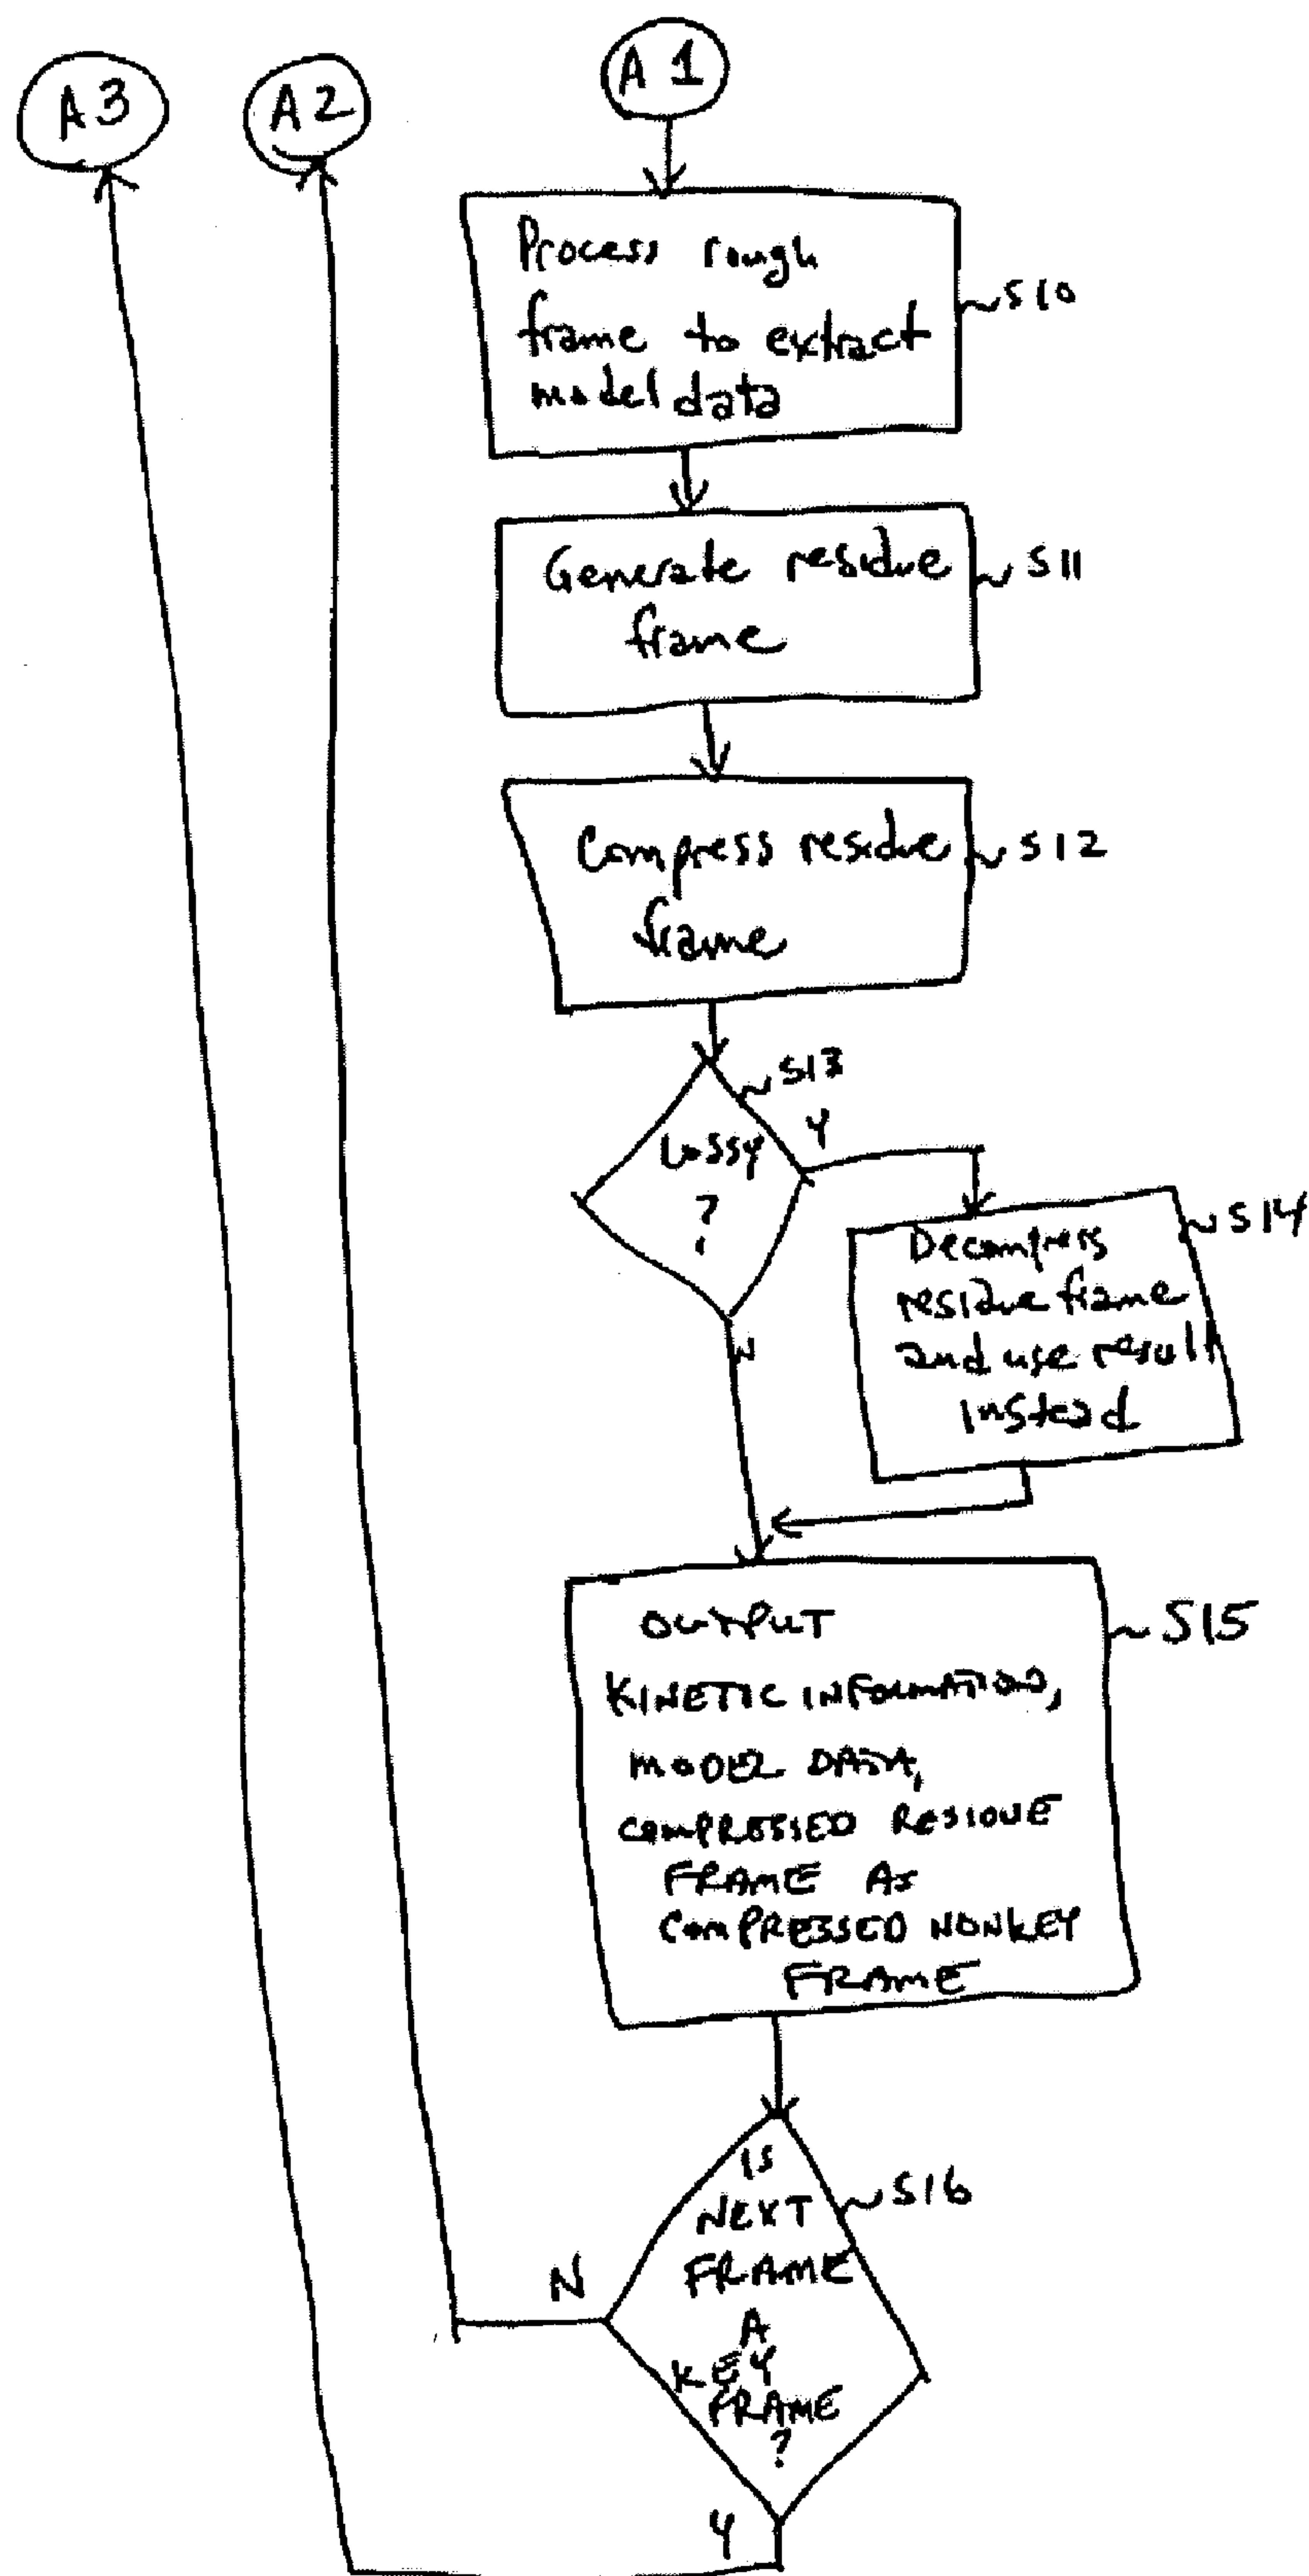 A3
A2
A1
Process rough
frame to extract
model data
S10
Generate residue
frame
S11
Compress residue
frame
S12
S13
Lossy
?
Y
N
S14
Decompress
residue frame
and use result
instead
OUTPUT
KINETIC INFORMATION,
MODEL DATA,
COMPRESSED RESIDUE
FRAME AS
COMPRESSED NONKEY
FRAME
S15
IS
NEXT
FRAME
A
KEY
FRAME
?
S16
N
Y